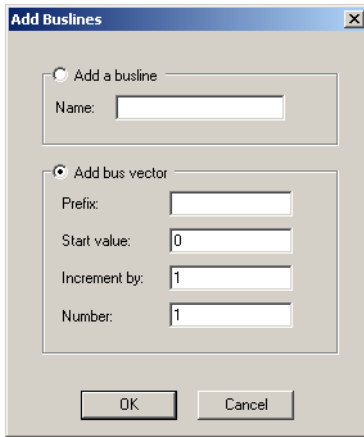 Add Buslines
Add a busline
Name:
Add bus vector
Prefix:
Start value: 0
Increment by: 1
Number: 1
OK Cancel